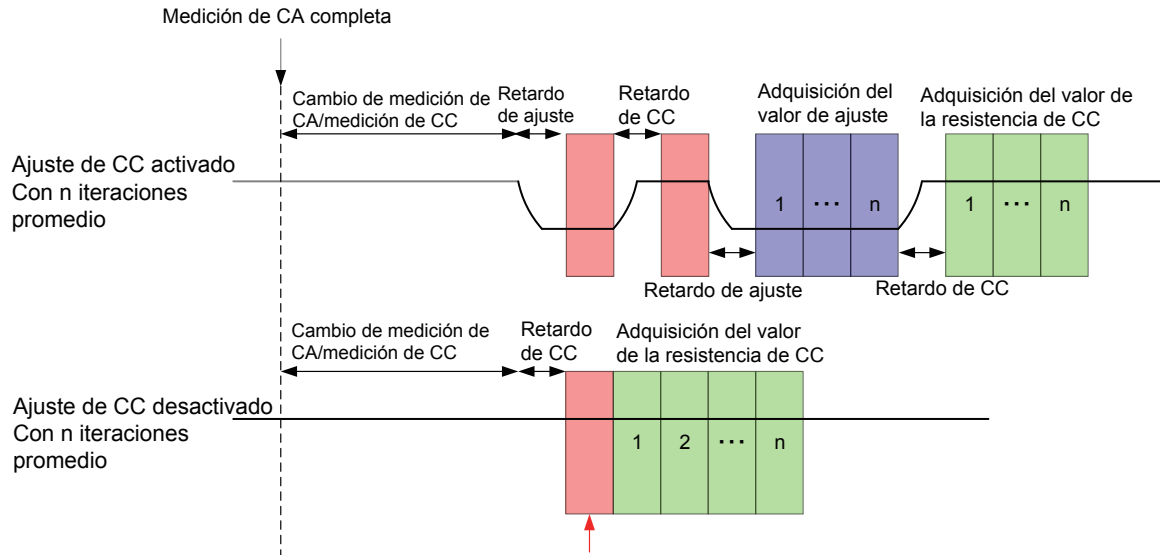 Medición de CA completa
Cambio de medición de
CA/medición de CC
Retardo
de ajuste
Retardo
de CC
Adquisición del
valor de ajuste
Adquisición del valor de
la resistencia de CC
Ajuste de CC activado
Con n iteraciones
promedio
1 ··· n
1 ··· n
Retardo de ajuste
Retardo de CC
Cambio de medición de
CA/medición de CC
Retardo
de CC
Adquisición del valor
de la resistencia de CC
Ajuste de CC desactivado
Con n iteraciones
promedio
1 2 ··· n